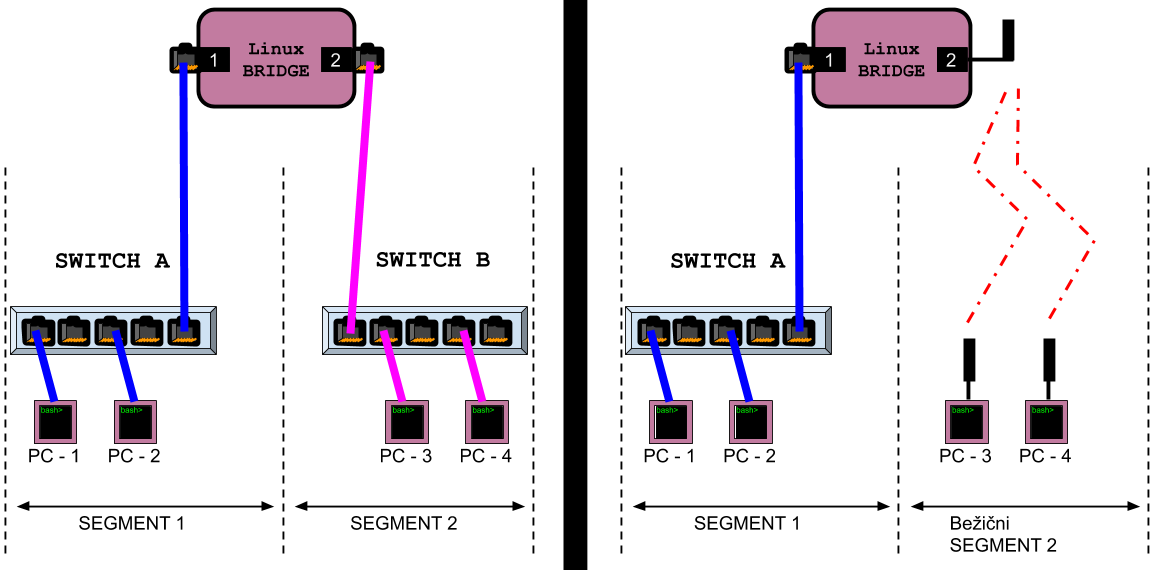 Linux
BRIDGE
1
2
SWITCH A
SWITCH B
bash>
bash>
bash>
bash>
PC - 1
PC - 2
PC - 3
PC - 4
SEGMENT 1
SEGMENT 2
Linux
BRIDGE
1
2
SWITCH A
bash>
bash>
bash>
bash>
PC - 1
PC - 2
PC - 3
PC - 4
SEGMENT 1
Bežični
SEGMENT 2